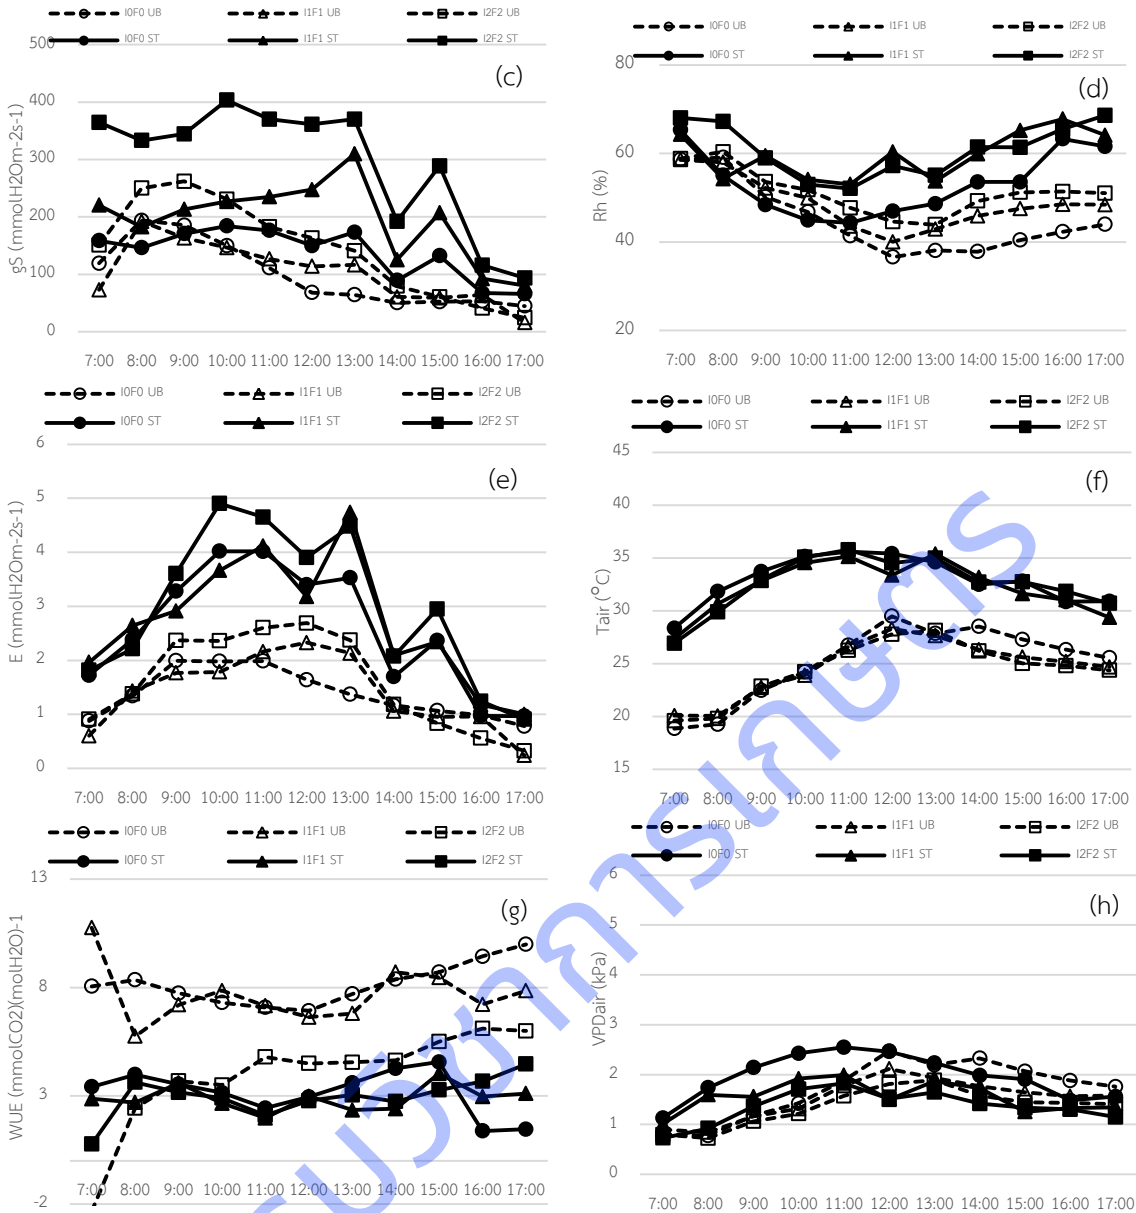 I0F0 UB I1F1 UB I2F2 UB
I0F0 ST I1F1 ST I2F2 ST
(c)
gS (mmolH2Om-2s-1)
500
400
300
200
100
0
7:00 8:00 9:00 10:00 11:00 12:00 13:00 14:00 15:00 16:00 17:00
I0F0 UB I1F1 UB I2F2 UB
I0F0 ST I1F1 ST I2F2 ST
(d)
Rh (%)
80
60
40
20
7:00 8:00 9:00 10:00 11:00 12:00 13:00 14:00 15:00 16:00 17:00
I0F0 UB I1F1 UB I2F2 UB
I0F0 ST I1F1 ST I2F2 ST
(e)
E (mmolH2Om-2s-1)
6
5
4
3
2
1
0
7:00 8:00 9:00 10:00 11:00 12:00 13:00 14:00 15:00 16:00 17:00
I0F0 UB I1F1 UB I2F2 UB
I0F0 ST I1F1 ST I2F2 ST
(f)
Tair (°C)
45
40
35
30
25
20
15
7:00 8:00 9:00 10:00 11:00 12:00 13:00 14:00 15:00 16:00 17:00
I0F0 UB I1F1 UB I2F2 UB
I0F0 ST I1F1 ST I2F2 ST
(g)
WUE (mmolCO2)(molH2O)-1
13
8
3
-2
7:00 8:00 9:00 10:00 11:00 12:00 13:00 14:00 15:00 16:00 17:00
I0F0 UB I1F1 UB I2F2 UB
I0F0 ST I1F1 ST I2F2 ST
(h)
VPDair (kPa)
6
5
4
3
2
1
0
7:00 8:00 9:00 10:00 11:00 12:00 13:00 14:00 15:00 16:00 17:00
วิชาการเกษตร